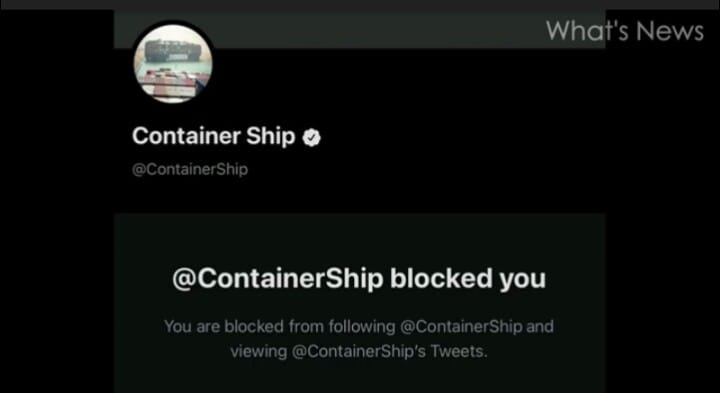 What's News
Container Ship
@ContainerShip
@ContainerShip blocked you
You are blocked from following @ContainerShip and
viewing @ContainerShip's Tweets.